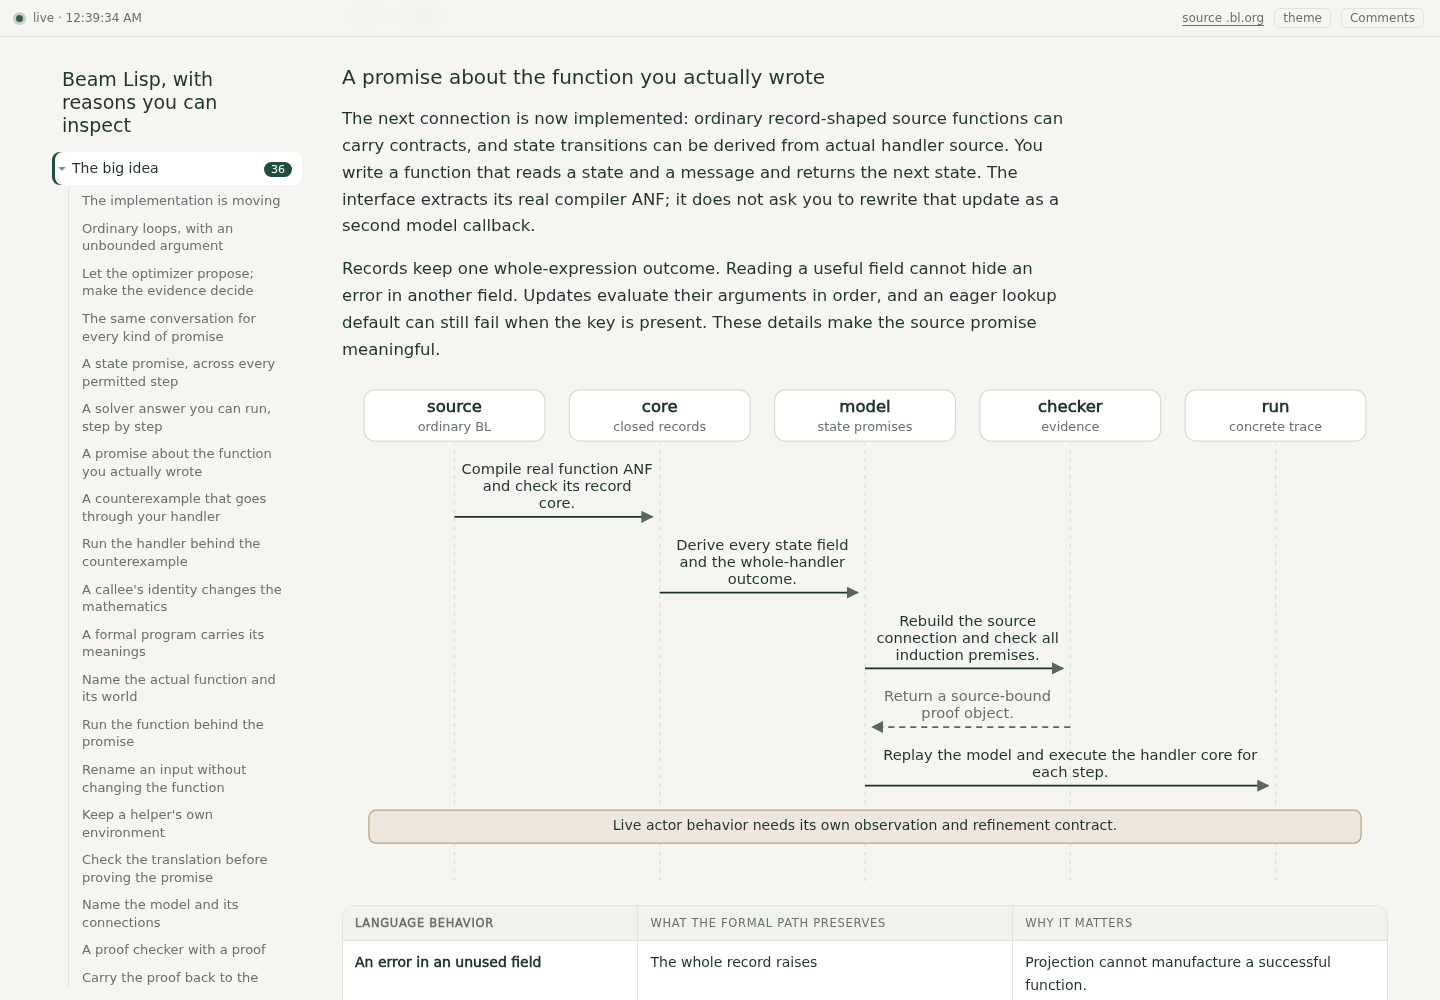 live · 12:39:34 AM
source .bl.org
theme
Comments
Beam Lisp, with
reasons you can
inspect
The big idea
36
The implementation is moving
Ordinary loops, with an
unbounded argument
Let the optimizer propose;
make the evidence decide
The same conversation for
every kind of promise
A state promise, across every
permitted step
A solver answer you can run,
step by step
A promise about the function
you actually wrote
A counterexample that goes
through your handler
Run the handler behind the
counterexample
A callee's identity changes the
mathematics
A formal program carries its
meanings
Name the actual function and
its world
Run the function behind the
promise
Rename an input without
changing the function
Keep a helper's own
environment
Check the translation before
proving the promise
Name the model and its
connections
A proof checker with a proof
Carry the proof back to the
A promise about the function you actually wrote
The next connection is now implemented: ordinary record-shaped source functions can
carry contracts, and state transitions can be derived from actual handler source. You
write a function that reads a state and a message and returns the next state. The
interface extracts its real compiler ANF; it does not ask you to rewrite that update as a
second model callback.
Records keep one whole-expression outcome. Reading a useful field cannot hide an
error in another field. Updates evaluate their arguments in order, and an eager lookup
default can still fail when the key is present. These details make the source promise
meaningful.
source
ordinary BL
core
closed records
model
state promises
checker
evidence
run
concrete trace
Compile real function ANF
and check its record
core.
Derive every state field
and the whole-handler
outcome.
Rebuild the source
connection and check all
induction premises.
Return a source-bound
proof object.
Replay the model and execute the handler core for
each step.
Live actor behavior needs its own observation and refinement contract.
LANGUAGE BEHAVIOR
WHAT THE FORMAL PATH PRESERVES
WHY IT MATTERS
An error in an unused field
The whole record raises
Projection cannot manufacture a successful
function.